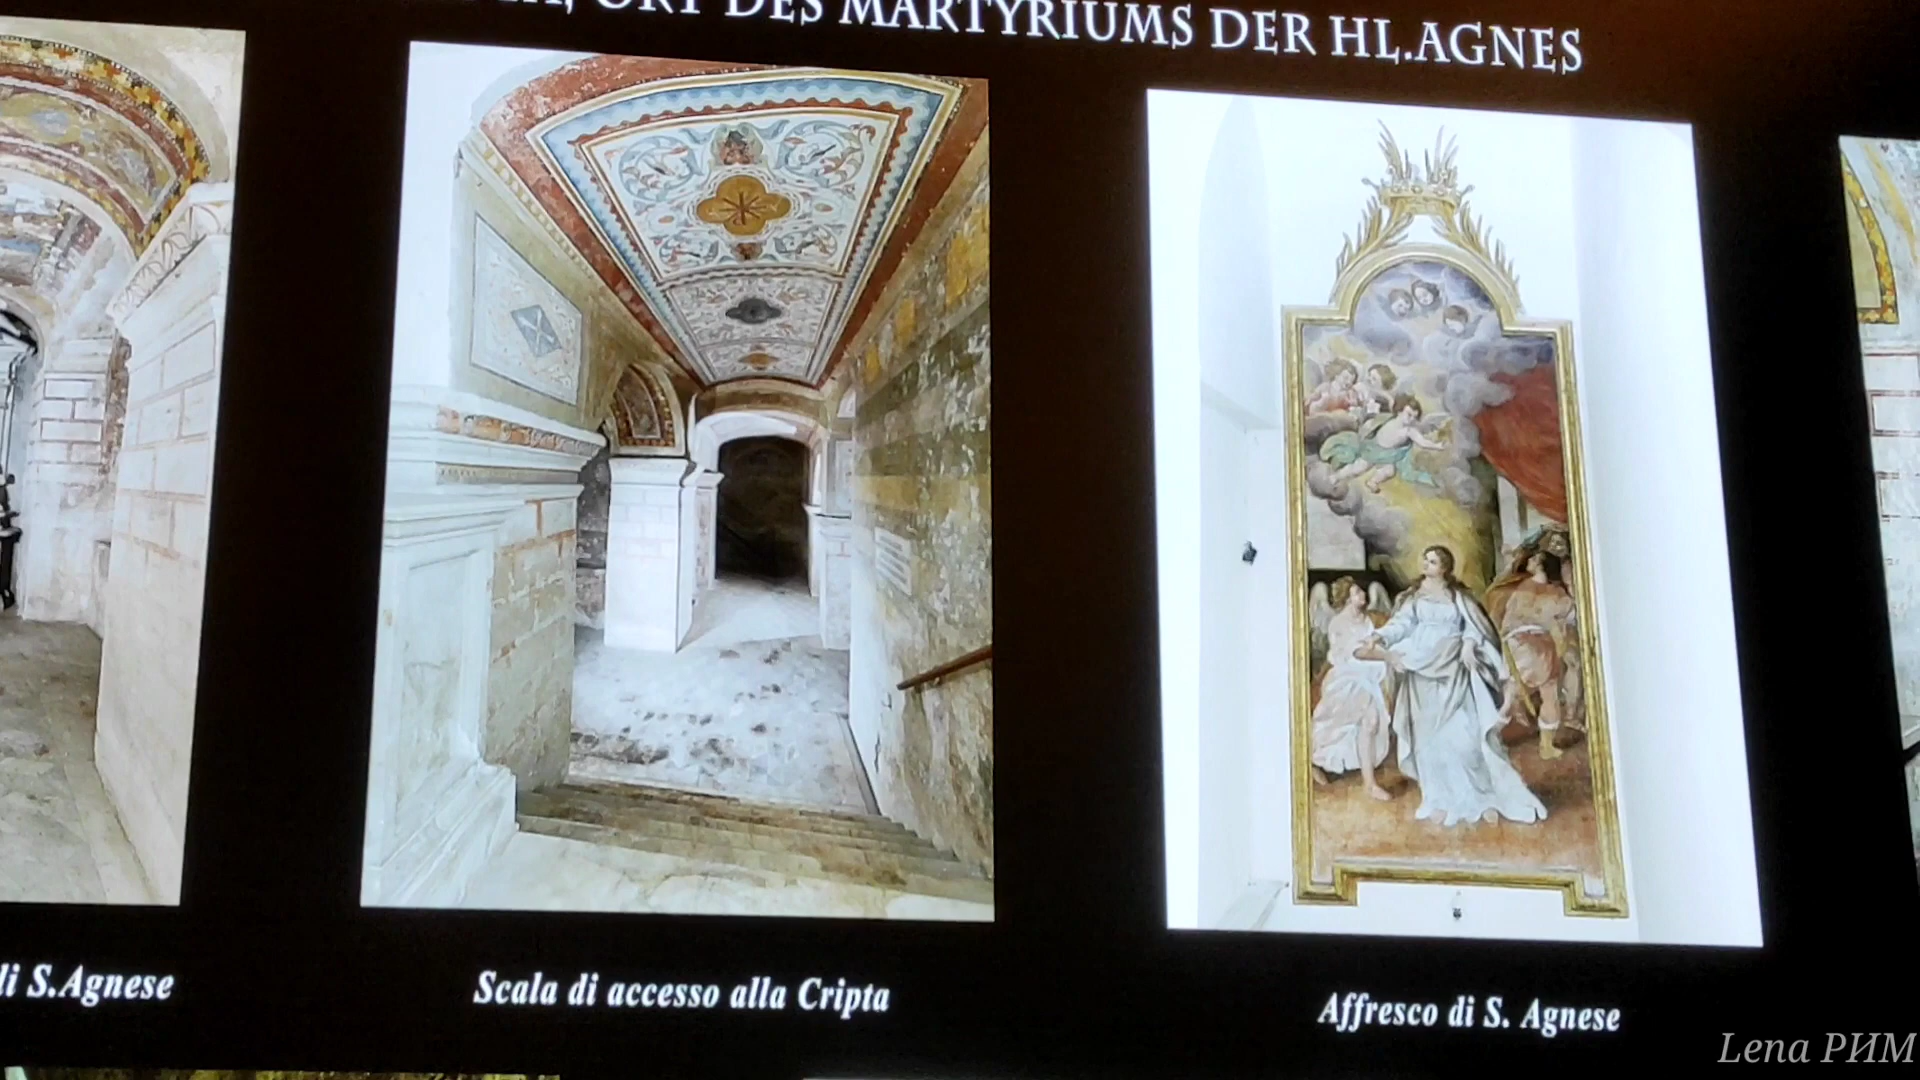 ORT DES MARTYRIUMS DER HL.AGNES
di S.Agnese
Scala di accesso alla Cripta
Affresco di S. Agnese
Lena РИМ